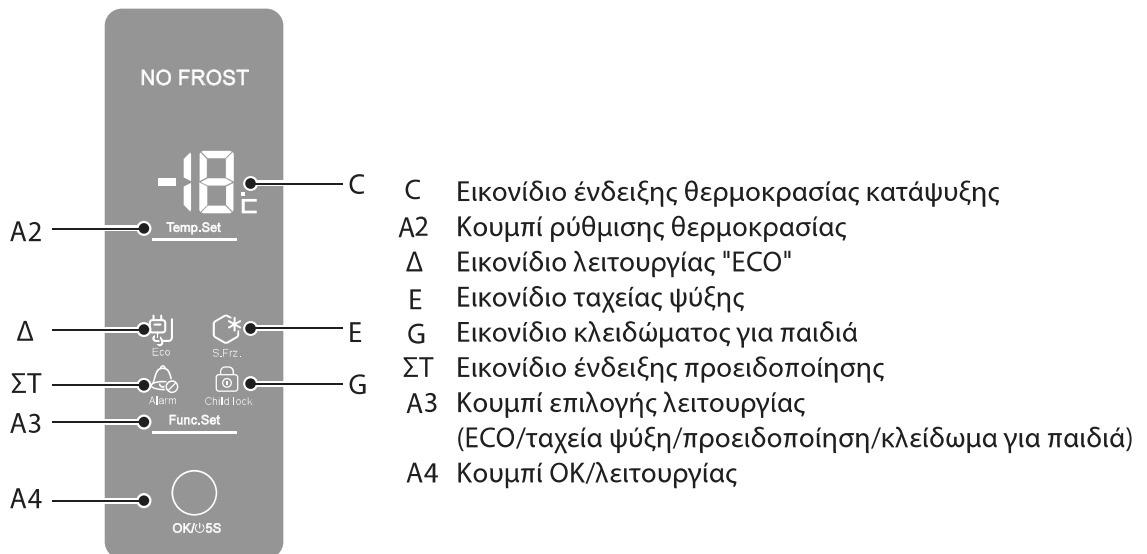 NO FROST
-18°C
C
A2
Temp.Set
Δ
Eco
S.Frz.
E
ΣΤ
Alarm
Child lock
G
A3
Func.Set
A4
OK/⏻5S
C Εικονίδιο ένδειξης θερμοκρασίας κατάψυξης
A2 Κουμπί ρύθμισης θερμοκρασίας
Δ Εικονίδιο λειτουργίας "ECO"
E Εικονίδιο ταχείας ψύξης
G Εικονίδιο κλειδώματος για παιδιά
ΣΤ Εικονίδιο ένδειξης προειδοποίησης
A3 Κουμπί επιλογής λειτουργίας
(ECO/ταχεία ψύξη/προειδοποίηση/κλείδωμα για παιδιά)
A4 Κουμπί OK/λειτουργίας